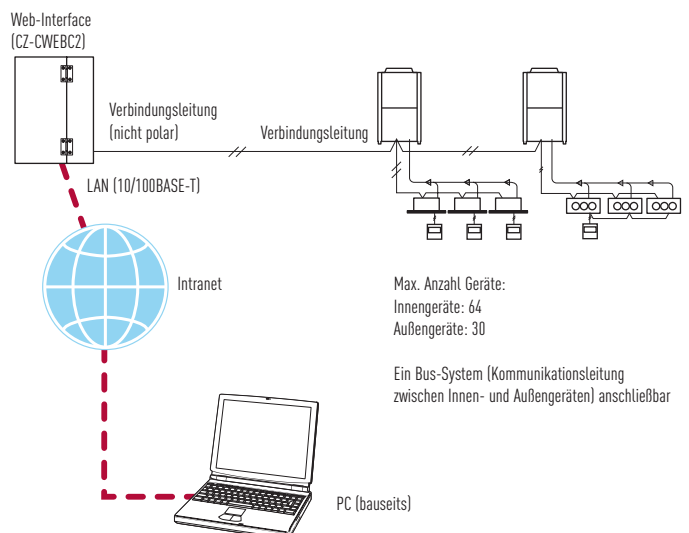 Web-Interface
(CZ-CWEBC2)
Verbindungsleitung
(nicht polar)
Verbindungsleitung
LAN (10/100BASE-T)
Intranet
Max. Anzahl Geräte:
Innengeräte: 64
Außengeräte: 30
Ein Bus-System (Kommunikationsleitung
zwischen Innen- und Außengeräten) anschließbar
PC (bauseits)